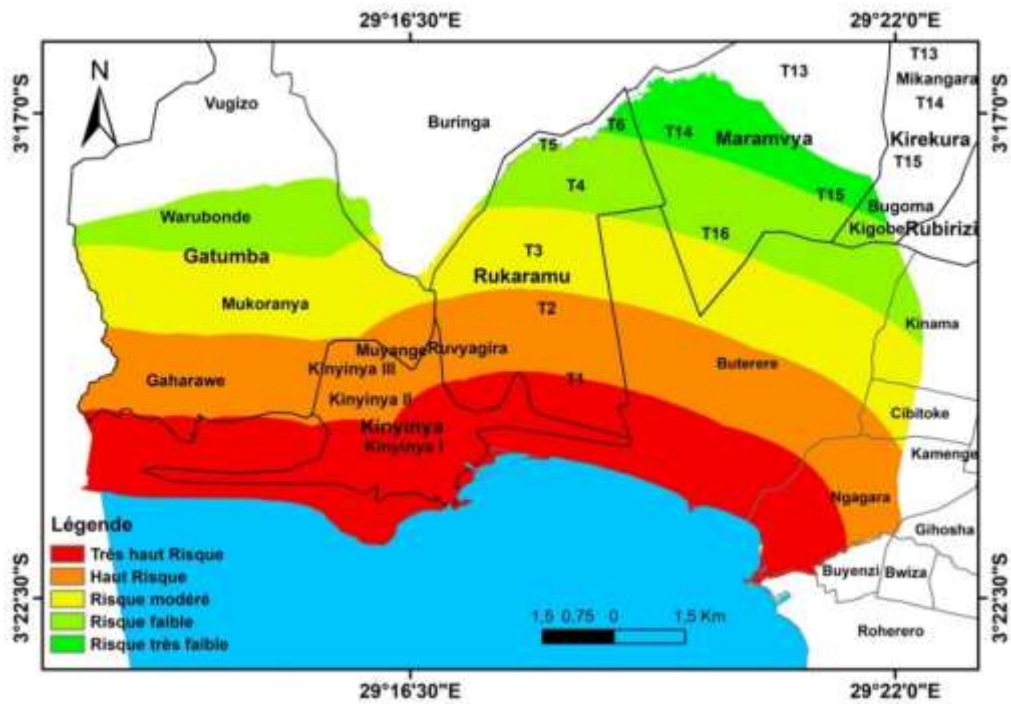 29°16'30"E
29°22'0"E
N
3°17'0"S
3°17'0"S
T13
Mikangara
T14
Kirekura
T15
T13
Vugizo
Buringa
T5
T6
T14
Maramvya
T4
T15
Bugoma
Kigobe
Rubirizi
Warubonde
T16
Gatumba
T3
Rukaramu
Mukoranya
T2
Kinama
Muyange
Ruvyagira
Kinyinya III
Buterere
Gaharawe
T1
Kinyinya II
Cibitoke
Kinyinya
Kinyinya I
Kamenge
Ngagara
Gihosha
Légende
Très haut Risque
Haut Risque
Risque modéré
Risque faible
Risque très faible
Buyenzi
Bwiza
Roherero
1,5 0,75 0 1,5 Km
3°22'30"S
3°22'30"S
29°16'30"E
29°22'0"E